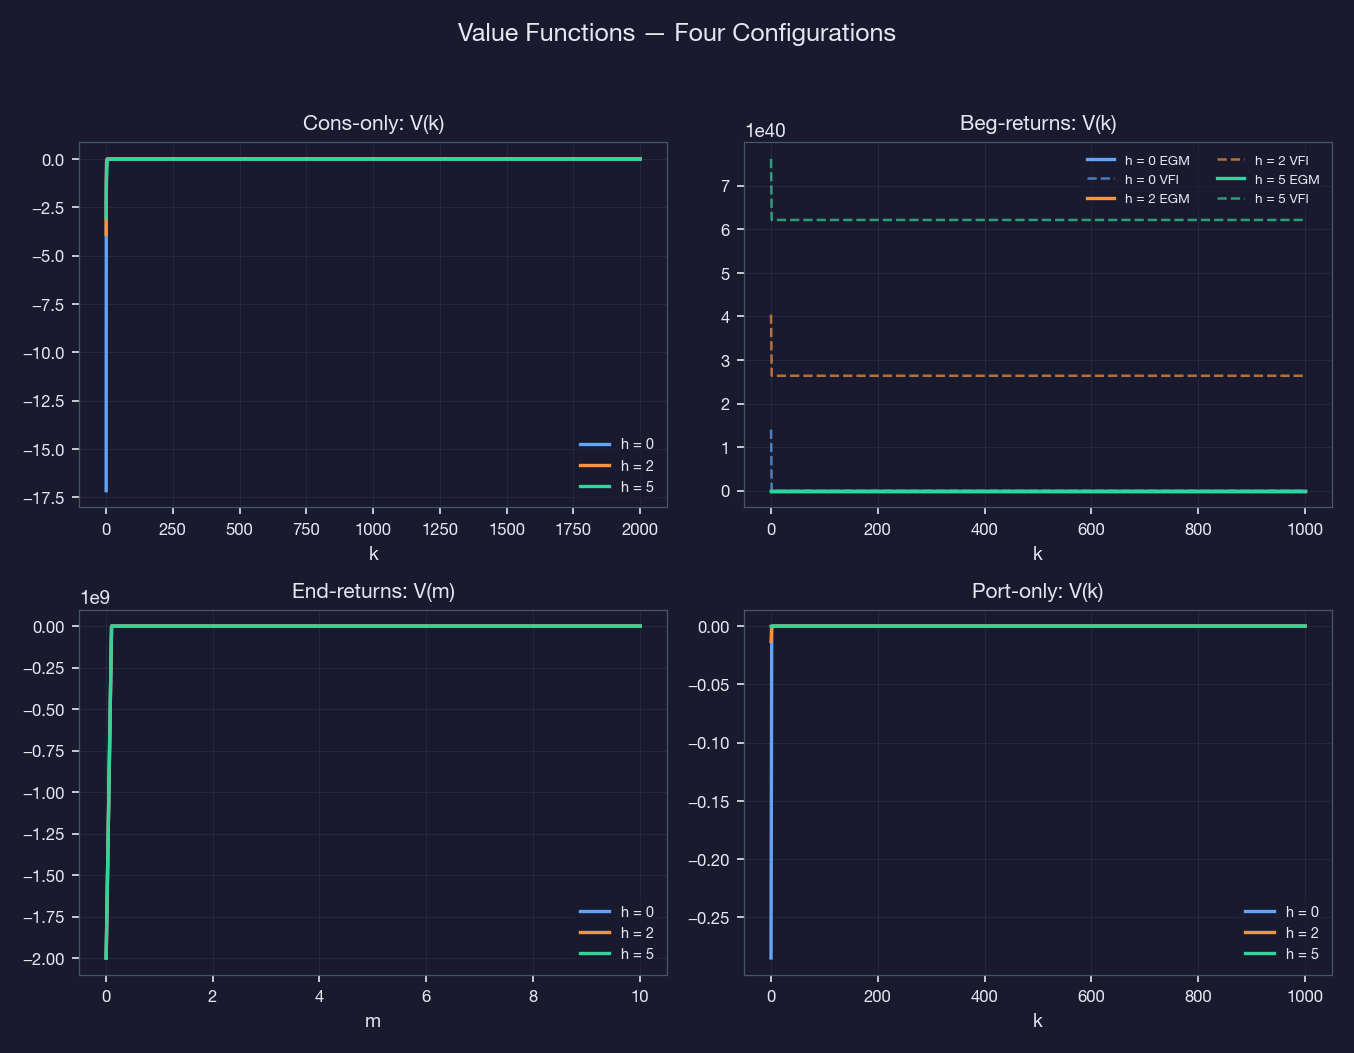 Value Functions — Four Configurations
Cons-only: V(k)
0.0
−2.5
−5.0
−7.5
−10.0
−12.5
−15.0
−17.5
0 250 500 750 1000 1250 1500 1750 2000
k
h = 0
h = 2
h = 5
Beg-returns: V(k)
1e40
7
6
5
4
3
2
1
0
0 200 400 600 800 1000
k
h = 0 EGM
h = 0 VFI
h = 2 EGM
h = 2 VFI
h = 5 EGM
h = 5 VFI
End-returns: V(m)
1e9
0.00
−0.25
−0.50
−0.75
−1.00
−1.25
−1.50
−1.75
−2.00
0 2 4 6 8 10
m
h = 0
h = 2
h = 5
Port-only: V(k)
0.00
−0.05
−0.10
−0.15
−0.20
−0.25
0 200 400 600 800 1000
k
h = 0
h = 2
h = 5